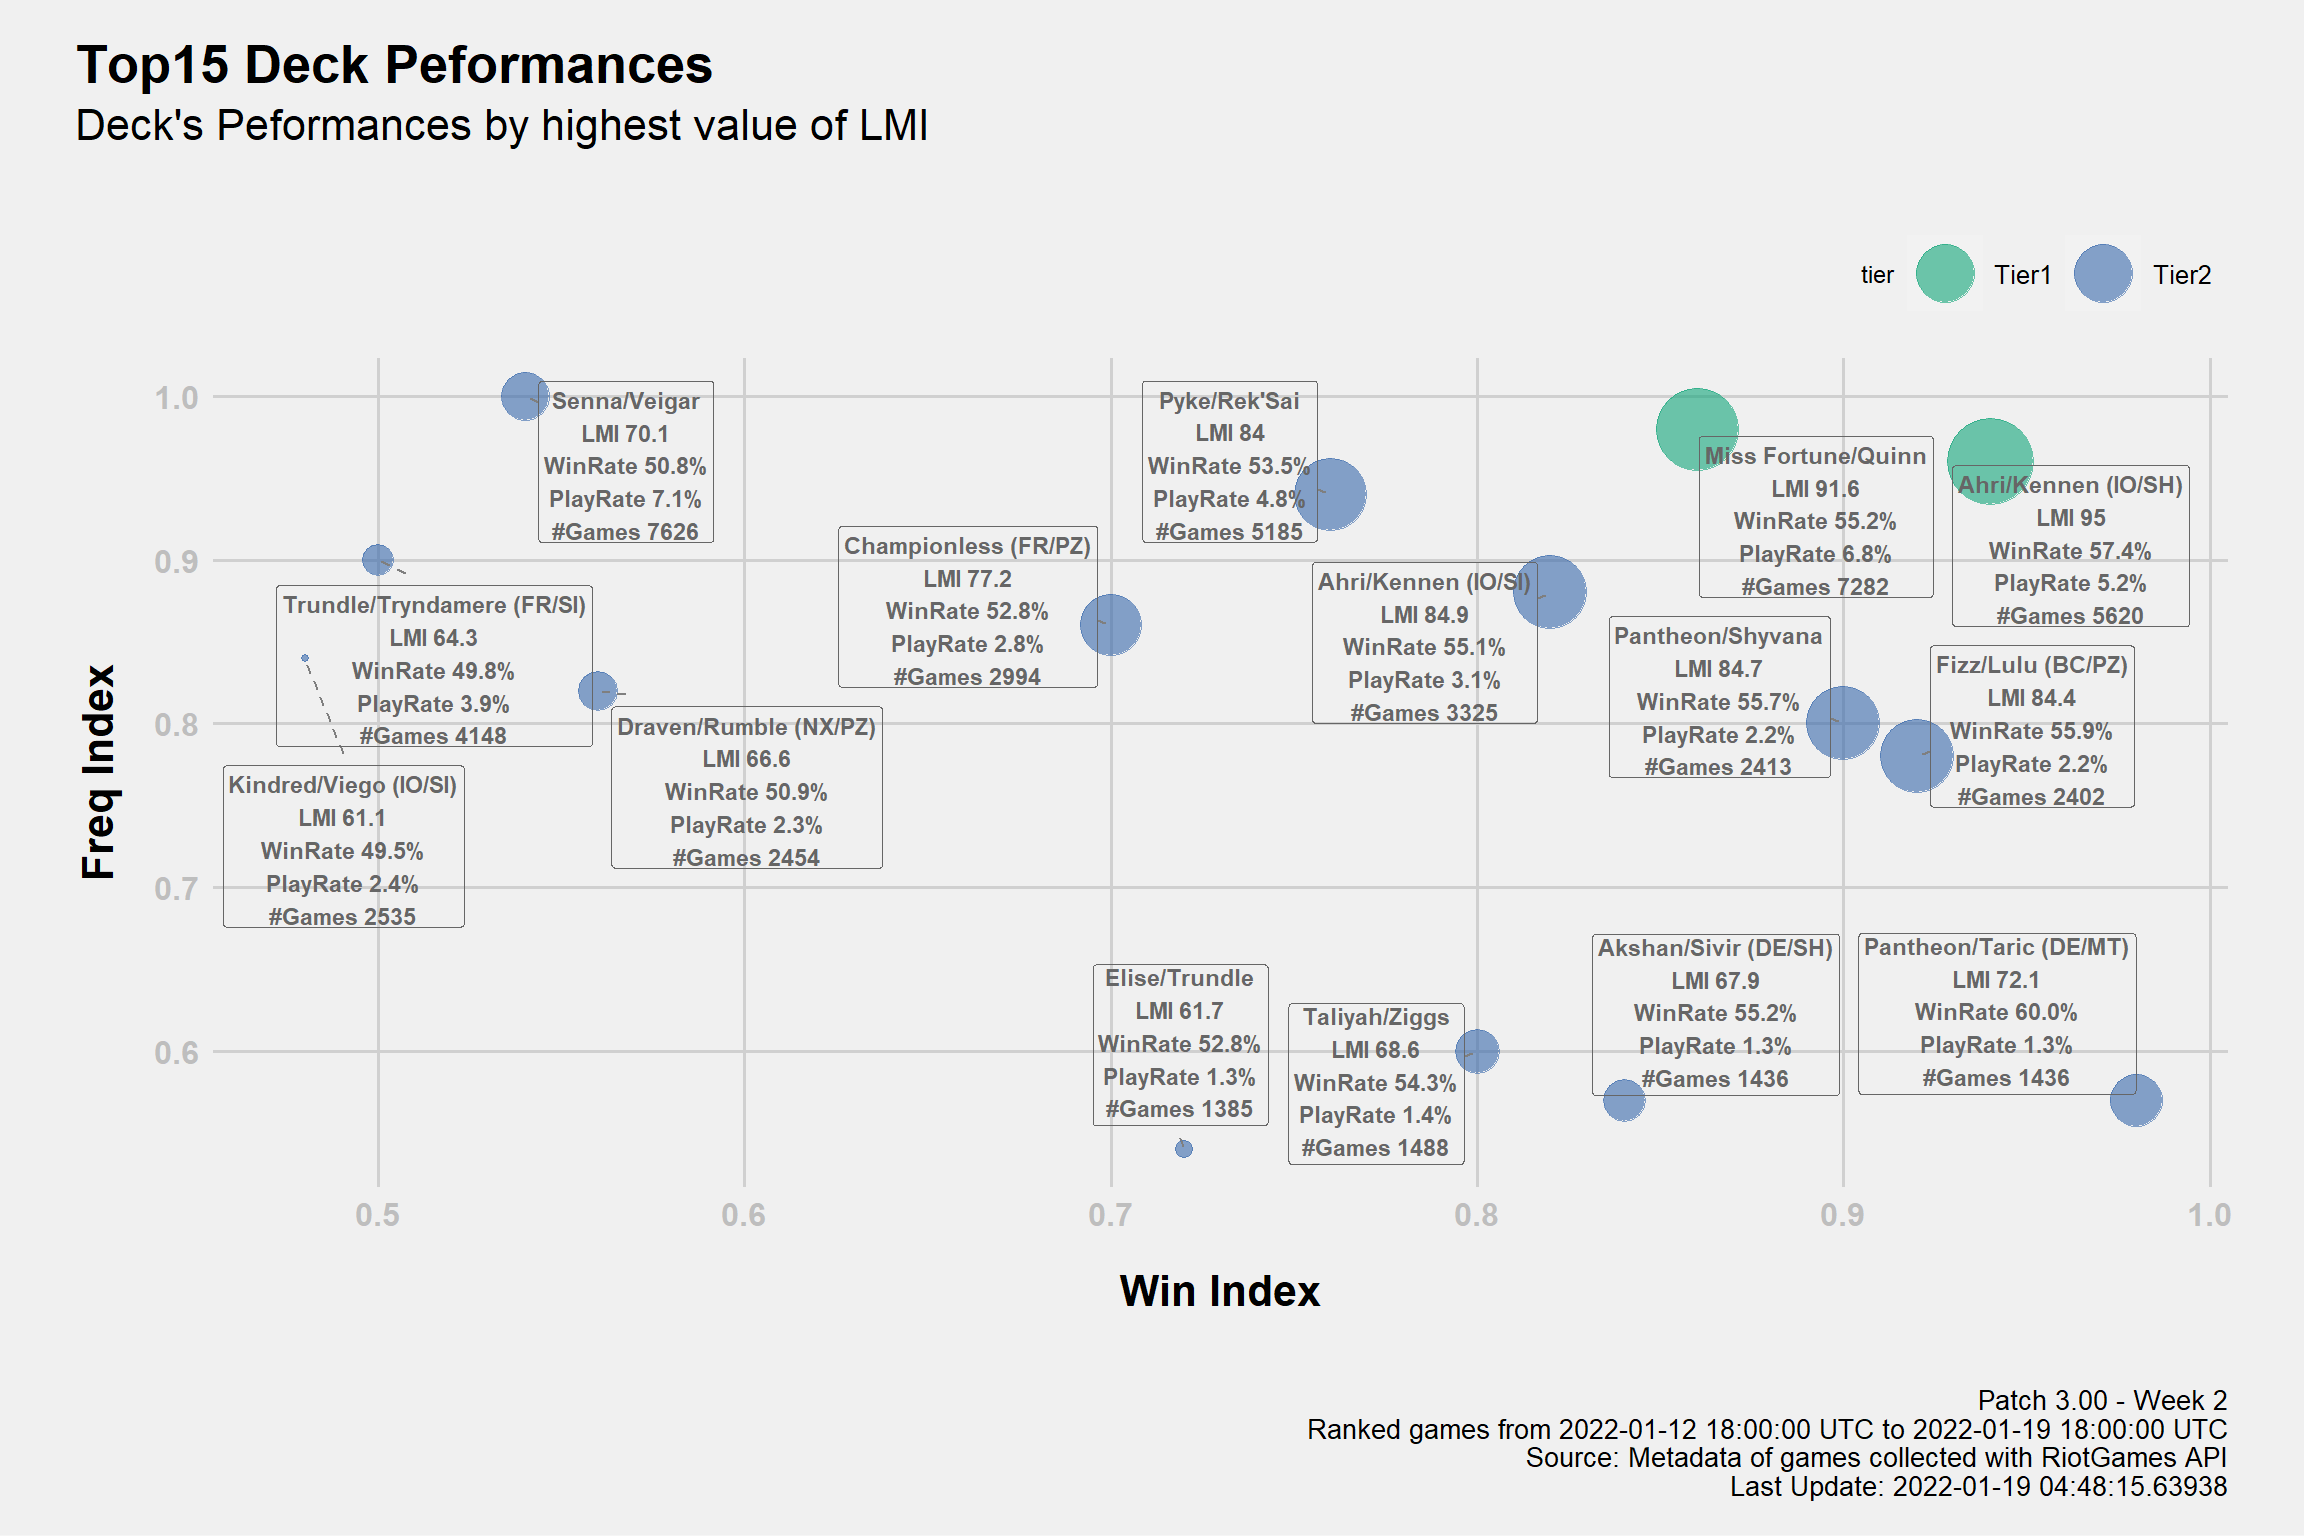 Top15 Deck Peformances
Deck's Peformances by highest value of LMI
tier
Tier1
Tier2
Freq Index
1.0
0.9
0.8
0.7
0.6
Senna/Veigar
LMI 70.1
WinRate 50.8%
PlayRate 7.1%
#Games 7626
Pyke/Rek'Sai
LMI 84
WinRate 53.5%
PlayRate 4.8%
#Games 5185
Miss Fortune/Quinn
LMI 91.6
WinRate 55.2%
PlayRate 6.8%
#Games 7282
Ahri/Kennen (IO/SH)
LMI 95
WinRate 57.4%
PlayRate 5.2%
#Games 5620
Championless (FR/PZ)
LMI 77.2
WinRate 52.8%
PlayRate 2.8%
#Games 2994
Ahri/Kennen (IO/SI)
LMI 84.9
WinRate 55.1%
PlayRate 3.1%
#Games 3325
Trundle/Tryndamere (FR/SI)
LMI 64.3
WinRate 49.8%
PlayRate 3.9%
#Games 4148
Pantheon/Shyvana
LMI 84.7
WinRate 55.7%
PlayRate 2.2%
#Games 2413
Fizz/Lulu (BC/PZ)
LMI 84.4
WinRate 55.9%
PlayRate 2.2%
#Games 2402
Draven/Rumble (NX/PZ)
LMI 66.6
WinRate 50.9%
PlayRate 2.3%
#Games 2454
Kindred/Viego (IO/SI)
LMI 61.1
WinRate 49.5%
PlayRate 2.4%
#Games 2535
Elise/Trundle
LMI 61.7
WinRate 52.8%
PlayRate 1.3%
#Games 1385
Taliyah/Ziggs
LMI 68.6
WinRate 54.3%
PlayRate 1.4%
#Games 1488
Akshan/Sivir (DE/SH)
LMI 67.9
WinRate 55.2%
PlayRate 1.3%
#Games 1436
Pantheon/Taric (DE/MT)
LMI 72.1
WinRate 60.0%
PlayRate 1.3%
#Games 1436
0.5
0.6
0.7
0.8
0.9
1.0
Win Index
Patch 3.00 - Week 2
Ranked games from 2022-01-12 18:00:00 UTC to 2022-01-19 18:00:00 UTC
Source: Metadata of games collected with RiotGames API
Last Update: 2022-01-19 04:48:15.63938